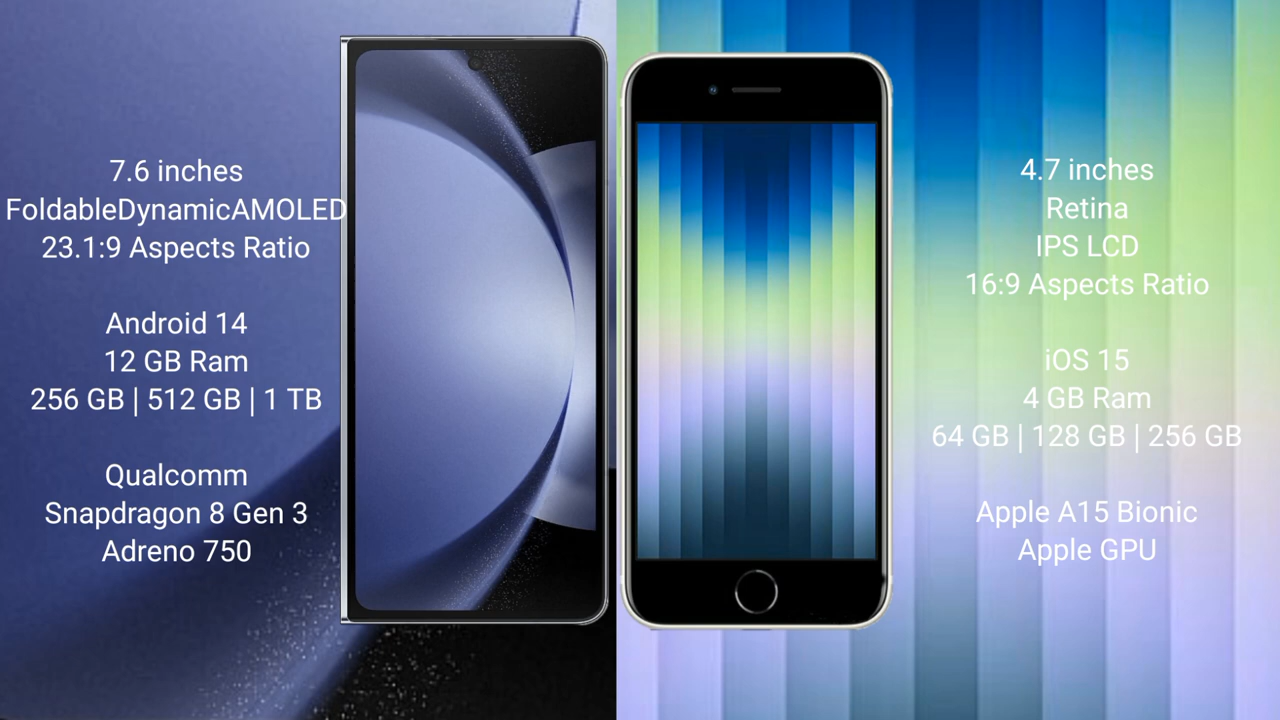 7.6 inches
FoldableDynamicAMOLED
23.1:9 Aspects Ratio
Android 14
12 GB Ram
256 GB | 512 GB | 1 TB
Qualcomm
Snapdragon 8 Gen 3
Adreno 750
4.7 inches
Retina
IPS LCD
16:9 Aspects Ratio
iOS 15
4 GB Ram
64 GB | 128 GB | 256 GB
Apple A15 Bionic
Apple GPU